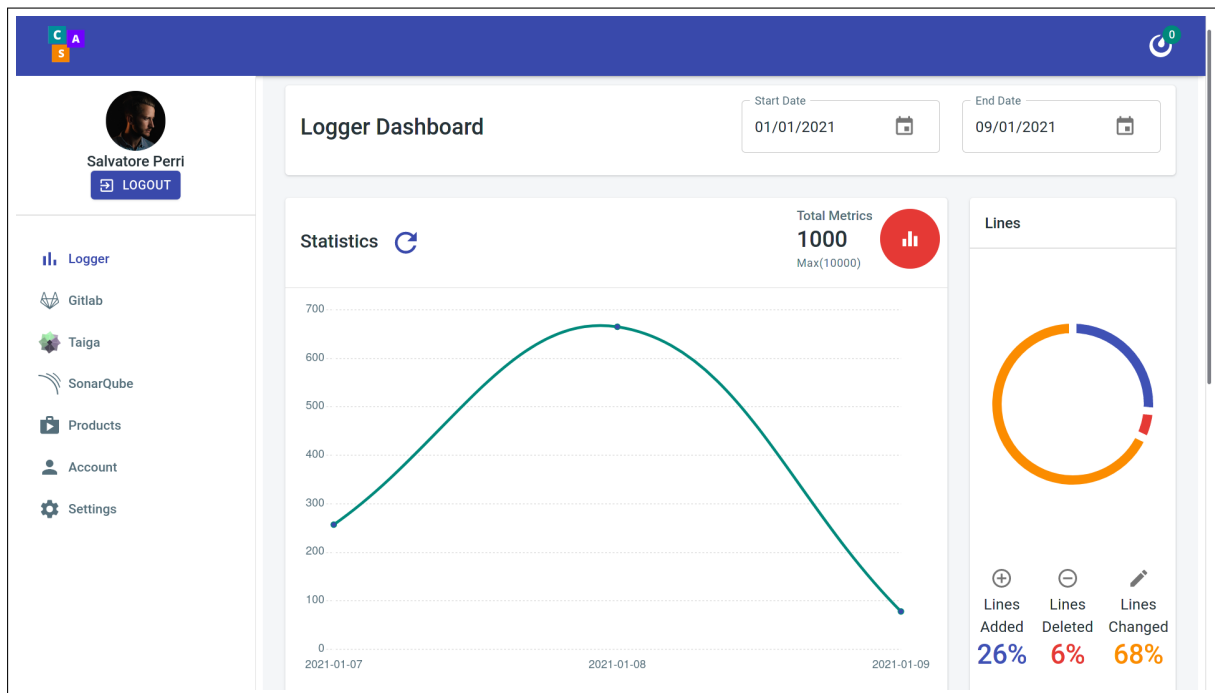 C A
S
0
Salvatore Perri
LOGOUT
Logger
Gitlab
Taiga
SonarQube
Products
Account
Settings
Logger Dashboard
Start Date
01/01/2021
End Date
09/01/2021
Statistics
Total Metrics
1000
Max(10000)
700
600
500
400
300
200
100
0
2021-01-07
2021-01-08
2021-01-09
Lines
Lines
Added
26%
Lines
Deleted
6%
Lines
Changed
68%